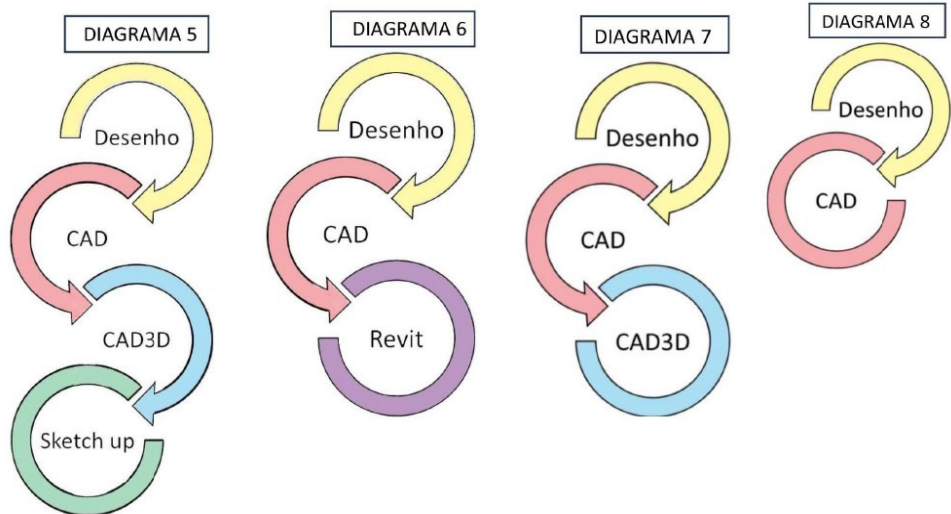 DIAGRAMA 5
Desenho
CAD
CAD3D
Sketch up
DIAGRAMA 6
Desenho
CAD
Revit
DIAGRAMA 7
Desenho
CAD
CAD3D
DIAGRAMA 8
Desenho
CAD